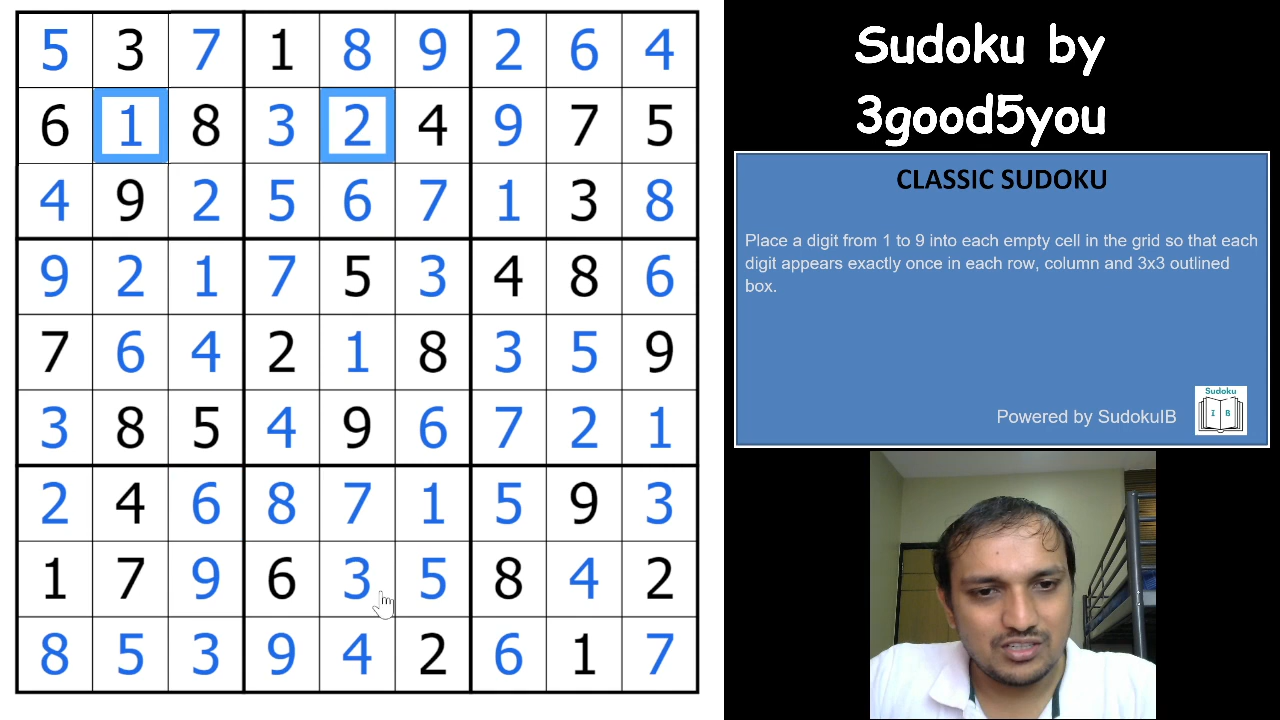 5 3 7 1 8 9 2 6 4
6 1 8 3 2 4 9 7 5
4 9 2 5 6 7 1 3 8
9 2 1 7 5 3 4 8 6
7 6 4 2 1 8 3 5 9
3 8 5 4 9 6 7 2 1
2 4 6 8 7 1 5 9 3
1 7 9 6 3 5 8 4 2
8 5 3 9 4 2 6 1 7
Sudoku by
3good5you
CLASSIC SUDOKU
Place a digit from 1 to 9 into each empty cell in the grid so that each
digit appears exactly once in each row, column and 3x3 outlined
box.
Powered by SudokuIB
Sudoku
I B